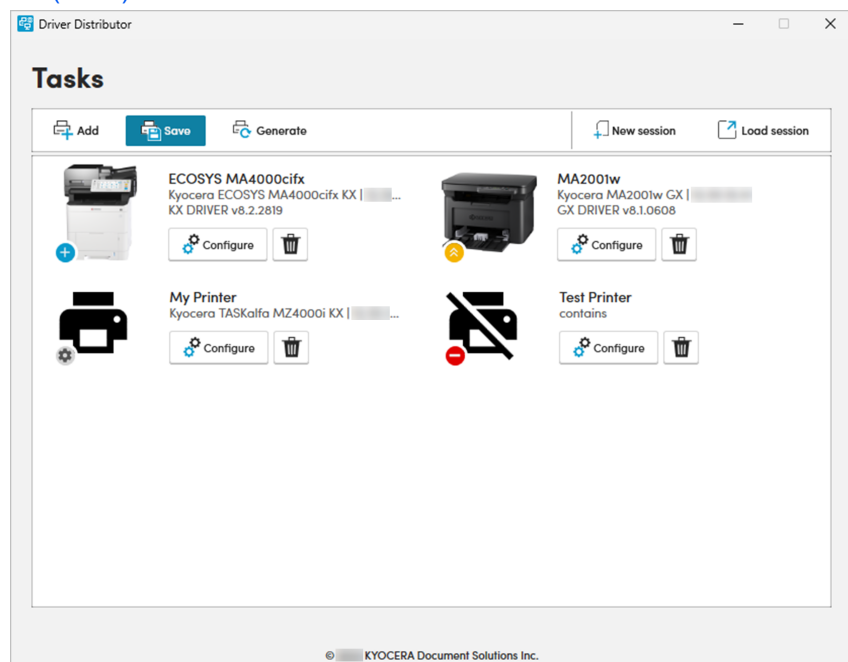 Driver Distributor
Tasks
Add
Save
Generate
New session
Load session
ECOSYS MA4000cifx
Kyocera ECOSYS MA4000cifx KX | ...
KX DRIVER v8.2.2819
Configure
MA2001w
Kyocera MA2001w GX |
GX DRIVER v8.1.0608
Configure
My Printer
Kyocera TASKalfa MZ4000i KX | ...
Configure
Test Printer
contains
Configure
© KYOCERA Document Solutions Inc.